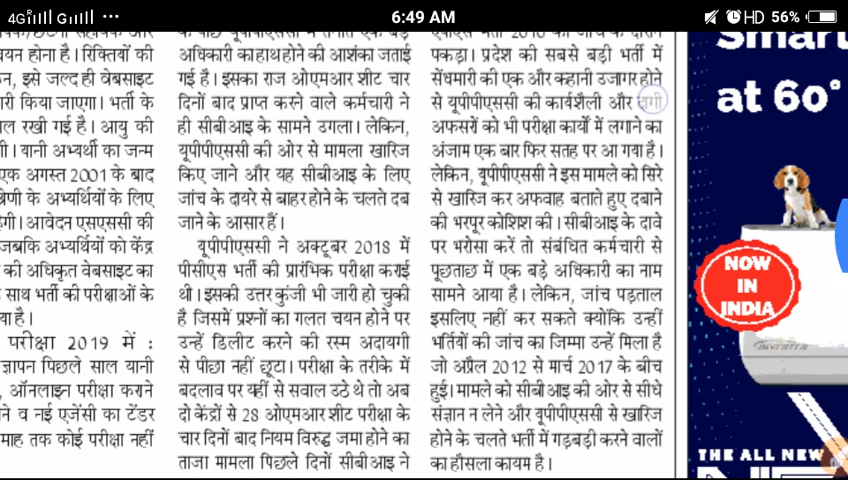 4G
6:49 AM
HD 56%
चयन होना है। रिक्तियों की
न, इसे जल्द ही वेबसाइट
री किया जाएगा। भर्ती के
ल रखी गई है। आयु की
गी। यानी अभ्यर्थी का जन्म
एक अगस्त 2001 के बाद
श्रेणी के अभ्यर्थियों के लिए
हेगी। आवेदन एसएससी की
जबकि अभ्यर्थियों को केंद्र
की अधिकृत वेबसाइट का
साथ भर्ती की परीक्षाओं के
या है।
परीक्षा 2019 में :
ज्ञापन पिछले साल यानी
, ऑनलाइन परीक्षा कराने
ने व नई एजेंसी का टेंडर
माह तक कोई परीक्षा नहीं
अधिकारी का हाथ होने की आशंका जताई
गई है। इसका राज ओएमआर शीट चार
दिनों बाद प्राप्त करने वाले कर्मचारी ने
ही सीबीआइ के सामने उगला। लेकिन,
यूपीपीएससी की ओर से मामला खारिज
किए जाने और यह सीबीआइ के लिए
जांच के दायरे से बाहर होने के चलते दब
जाने के आसार हैं।
यूपीपीएससी ने अक्टूबर 2018 में
पीसीएस भर्ती की प्रारंभिक परीक्षा कराई
थी। इसकी उत्तर कुंजी भी जारी हो चुकी
है जिसमें प्रश्नों का गलत चयन होने पर
उन्हें डिलीट करने की रस्म अदायगी
से पीछा नहीं छूटा। परीक्षा के तरीके में
बदलाव पर यहीं से सवाल उठे थे तो अब
दो केंद्रों से 28 ओएमआर शीट परीक्षा के
चार दिनों बाद नियम विरुद्ध जमा होने का
ताजा मामला पिछले दिनों सीबीआइ ने
पकड़ा। प्रदेश की सबसे बड़ी भर्ती में
सेंधमारी की एक और कहानी उजागर होने
से यूपीपीएससी की कार्यशैली और दागी
अफसरों को भी परीक्षा कार्यों में लगाने का
अंजाम एक बार फिर सतह पर आ गया है।
लेकिन, यूपीपीएससी ने इस मामले को सिरे
से खारिज कर अफवाह बताते हुए दबाने
की भरपूर कोशिश की। सीबीआइ के दावे
पर भरोसा करें तो संबंधित कर्मचारी से
पूछताछ में एक बड़े अधिकारी का नाम
सामने आया है। लेकिन, जांच पड़ताल
इसलिए नहीं कर सकते क्योंकि उन्हीं
भर्तियों की जांच का जिम्मा उन्हें मिला है
जो अप्रैल 2012 से मार्च 2017 के बीच
हुई। मामले को सीबीआइ की ओर से सीधे
संज्ञान न लेने और यूपीपीएससी से खारिज
होने के चलते भर्ती में गड़बड़ी करने वालों
का हौसला कायम है।
at 60°
NOW
IN
INDIA
INVERTER
THE ALL NEW